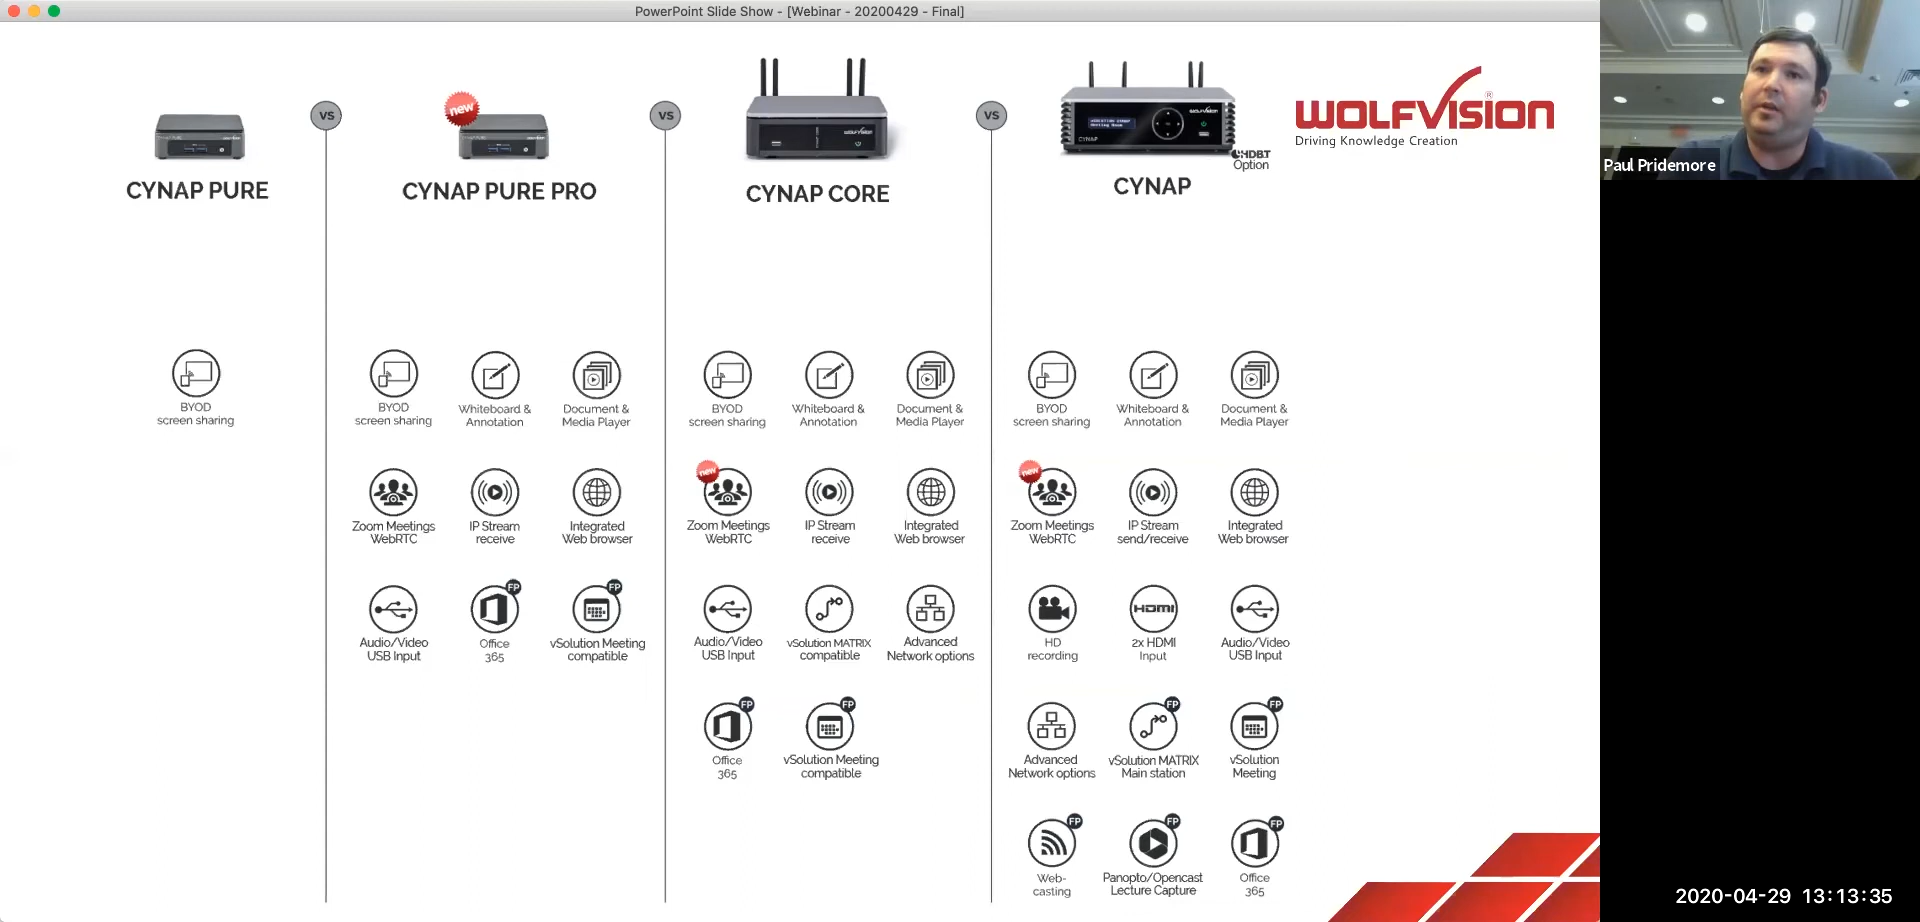 PowerPoint Slide Show - [Webinar - 20200429 - Final]
Paul Pridemore
WOLFVISION®
Driving Knowledge Creation
CYNAP PURE
VS
new
CYNAP PURE PRO
VS
CYNAP CORE
VS
HDBT
Option
CYNAP
BYOD
screen sharing
BYOD
screen sharing
Whiteboard &
Annotation
Document &
Media Player
Zoom Meetings
WebRTC
IP Stream
receive
Integrated
Web browser
Audio/Video
USB Input
FP
Office
365
FP
vSolution Meeting
compatible
BYOD
screen sharing
Whiteboard &
Annotation
Document &
Media Player
new
Zoom Meetings
WebRTC
IP Stream
receive
Integrated
Web browser
Audio/Video
USB Input
vSolution MATRIX
compatible
Advanced
Network options
FP
Office
365
FP
vSolution Meeting
compatible
BYOD
screen sharing
Whiteboard &
Annotation
Document &
Media Player
new
Zoom Meetings
WebRTC
IP Stream
send/receive
Integrated
Web browser
HD
recording
HDMI
2x HDMI
Input
Audio/Video
USB Input
Advanced
Network options
FP
vSolution MATRIX
Main station
FP
vSolution
Meeting
FP
Web-
casting
FP
Panopto/Opencast
Lecture Capture
FP
Office
365
2020-04-29 13:13:35